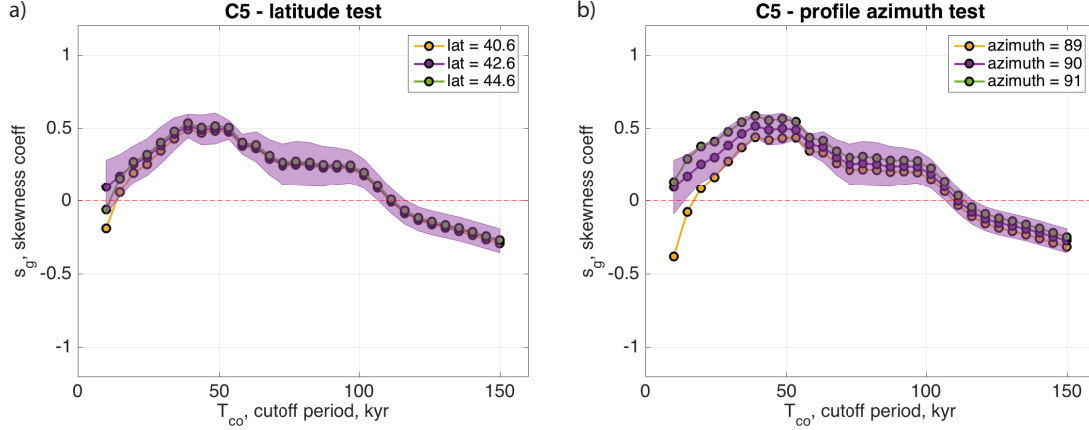 a)
C5 - latitude test
lat = 40.6
lat = 42.6
lat = 44.6
1
0.5
0
-0.5
-1
s_g, skewness coeff
0
50
100
150
T_co, cutoff period, kyr
b)
C5 - profile azimuth test
azimuth = 89
azimuth = 90
azimuth = 91
1
0.5
0
-0.5
-1
s_g, skewness coeff
0
50
100
150
T_co, cutoff period, kyr